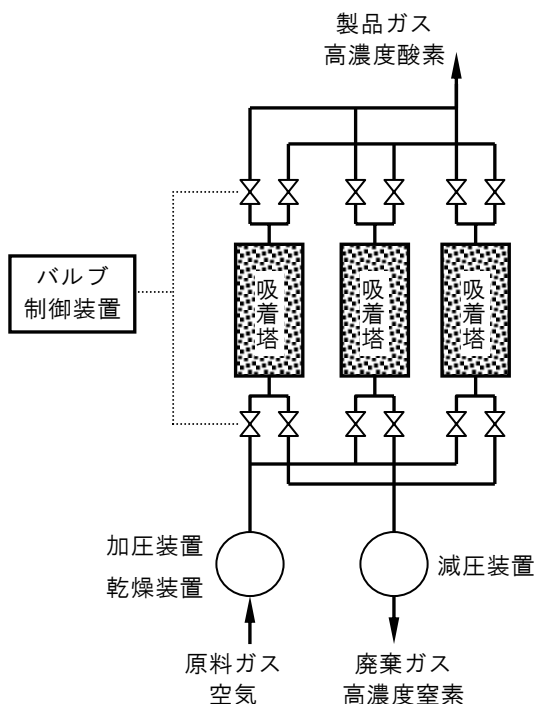 製品ガス
高濃度酸素
バルブ
制御装置
吸着塔
吸着塔
吸着塔
加圧装置
乾燥装置
減圧装置
原料ガス
空気
廃棄ガス
高濃度窒素